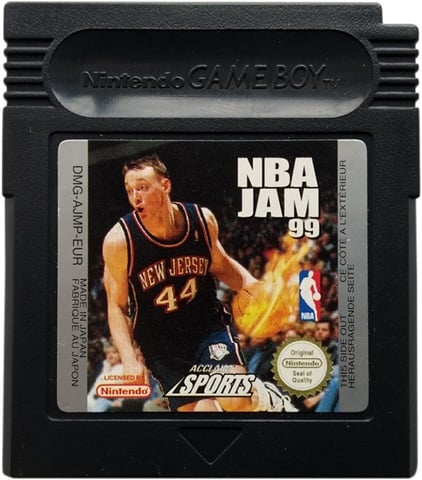 Nintendo GAME BOY TM
NBA
JAM
99
DMG-AJMP-EUR
MADE IN JAPAN
FABRIQUÉ AU JAPON
NEW JERSEY
44
NBA
ACCLAIM
SPORTS
LICENSED BY
Nintendo
Original
Nintendo
Seal of
Quality
THIS SIDE OUT CE CÔTÉ A L'EXTÉRIEUR
HERAUSRAGENDE SEITE